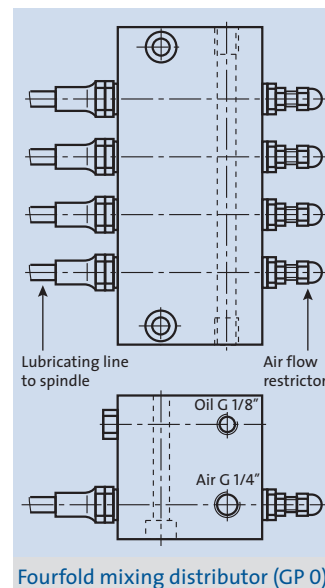 Lubricating line
to spindle
Air flow
restrictor
Oil G 1/8"
Air G 1/4"
Fourfold mixing distributor (GP 0)